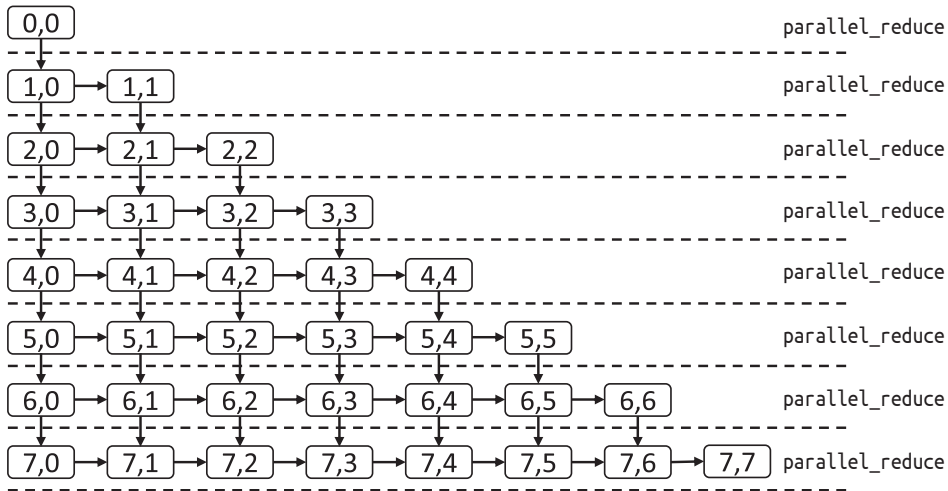 0,0 parallel_reduce
1,0 1,1 parallel_reduce
2,0 2,1 2,2 parallel_reduce
3,0 3,1 3,2 3,3 parallel_reduce
4,0 4,1 4,2 4,3 4,4 parallel_reduce
5,0 5,1 5,2 5,3 5,4 5,5 parallel_reduce
6,0 6,1 6,2 6,3 6,4 6,5 6,6 parallel_reduce
7,0 7,1 7,2 7,3 7,4 7,5 7,6 7,7 parallel_reduce